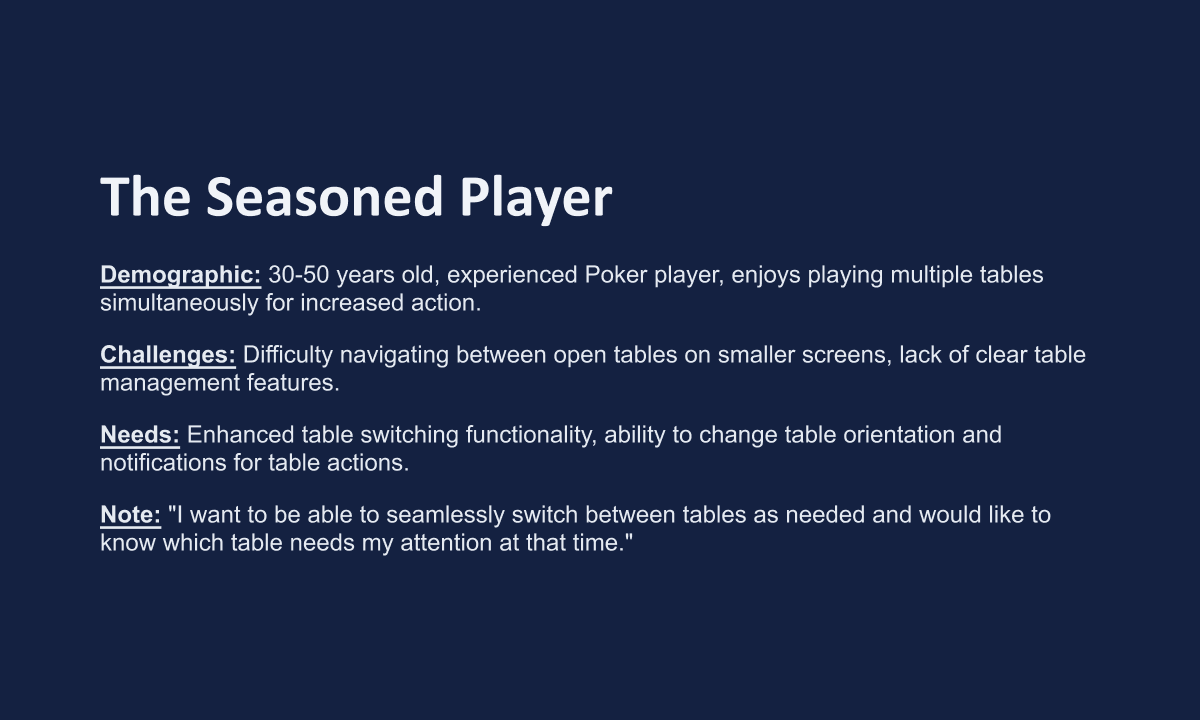 The Seasoned Player
Demographic: 30-50 years old, experienced Poker player, enjoys playing multiple tables
simultaneously for increased action.
Challenges: Difficulty navigating between open tables on smaller screens, lack of clear table
management features.
Needs: Enhanced table switching functionality, ability to change table orientation and
notifications for table actions.
Note: "I want to be able to seamlessly switch between tables as needed and would like to
know which table needs my attention at that time."